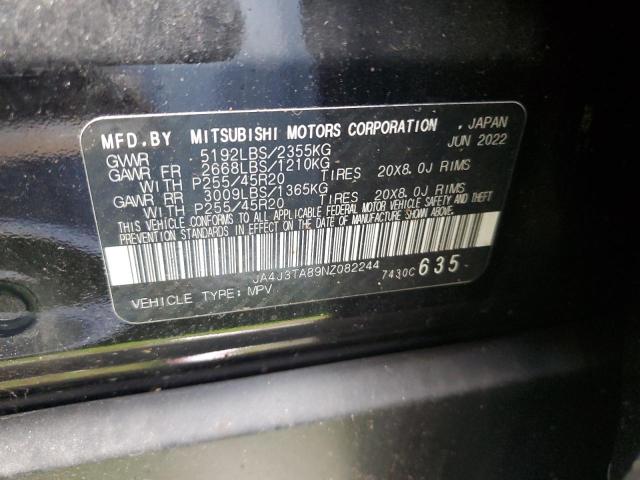 MFD.BY MITSUBISHI MOTORS CORPORATION , JAPAN
JUN 2022
GVWR 5192LBS/2355KG
GAWR FR 2668LBS/1210KG
WITH P255/45R20 TIRES 20X8.0J RIMS
GAWR RR 3009LBS/1365KG
WITH P255/45R20 TIRES 20X8.0J RIMS
THIS VEHICLE CONFORMS TO ALL APPLICABLE FEDERAL MOTOR VEHICLE SAFETY AND THEFT
PREVENTION STANDARDS IN EFFECT ON THE DATE OF MANUFACTURE SHOWN ABOVE.
JA4J3TA89NZ082244
7430C 635
VEHICLE TYPE: MPV